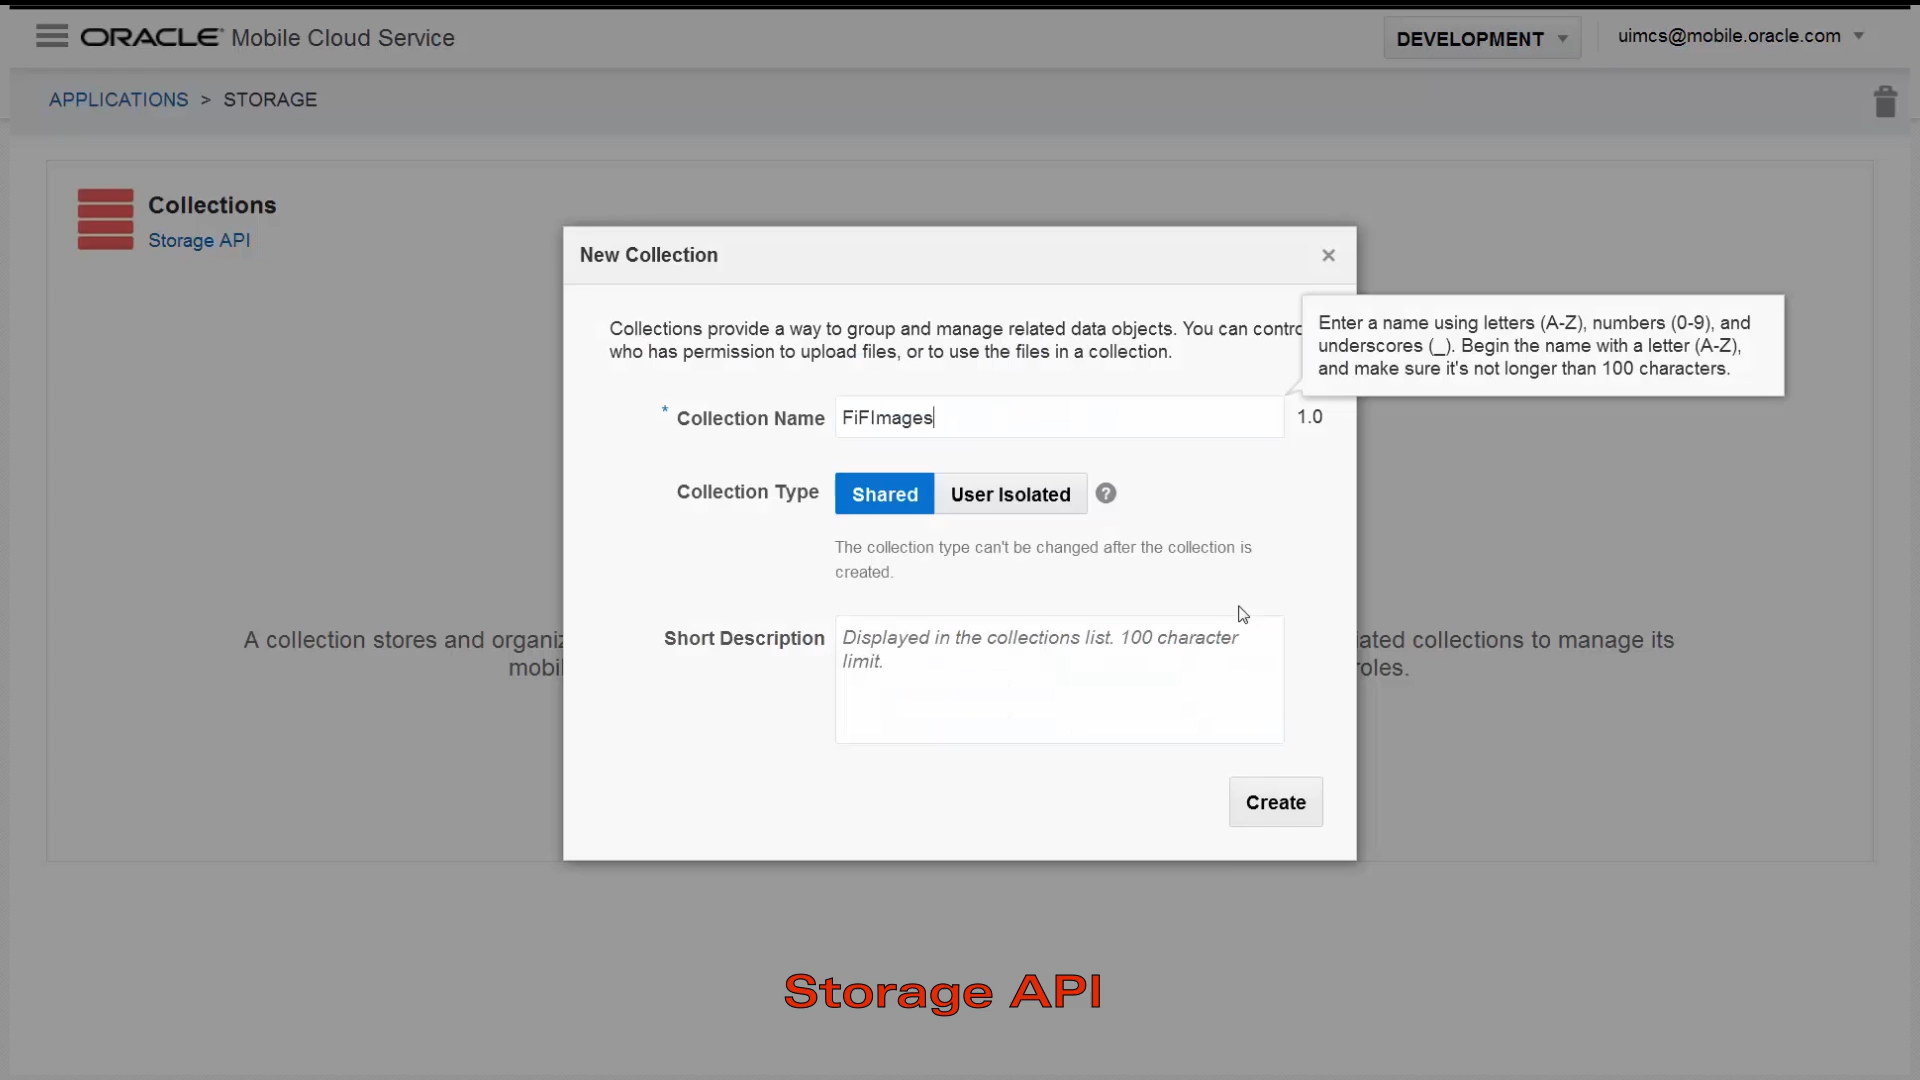 ORACLE Mobile Cloud Service
DEVELOPMENT
uimcs@mobile.oracle.com
APPLICATIONS > STORAGE
Collections
Storage API
New Collection
×
Collections provide a way to group and manage related data objects. You can contro
who has permission to upload files, or to use the files in a collection.
Enter a name using letters (A-Z), numbers (0-9), and
underscores (_). Begin the name with a letter (A-Z),
and make sure it's not longer than 100 characters.
* Collection Name FiFImages 1.0
Collection Type Shared User Isolated ?
The collection type can't be changed after the collection is
created.
A collection stores and organiz
ated collections to manage its
mobil
roles.
Short Description Displayed in the collections list. 100 character
limit.
Create
Storage API